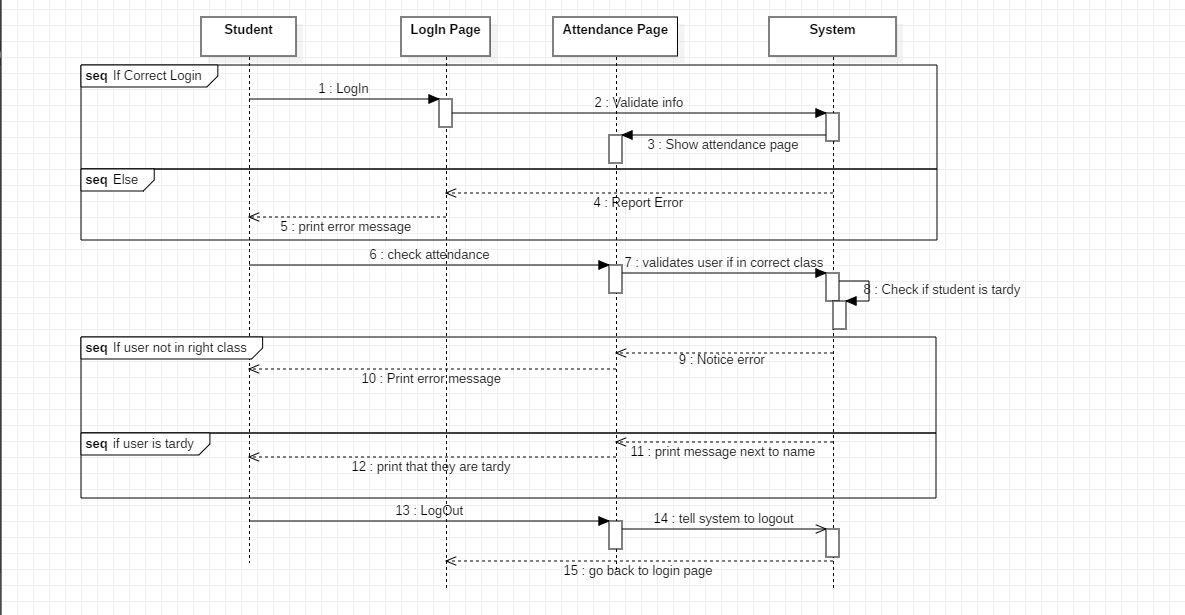 Student
LogIn Page
Attendance Page
System
seq If Correct Login
1 : LogIn
2 : Validate info
3 : Show attendance page
seq Else
4 : Report Error
5 : print error message
6 : check attendance
7 : validates user if in correct class
8 : Check if student is tardy
seq If user not in right class
9 : Notice error
10 : Print error message
seq if user is tardy
11 : print message next to name
12 : print that they are tardy
13 : LogOut
14 : tell system to logout
15 : go back to login page